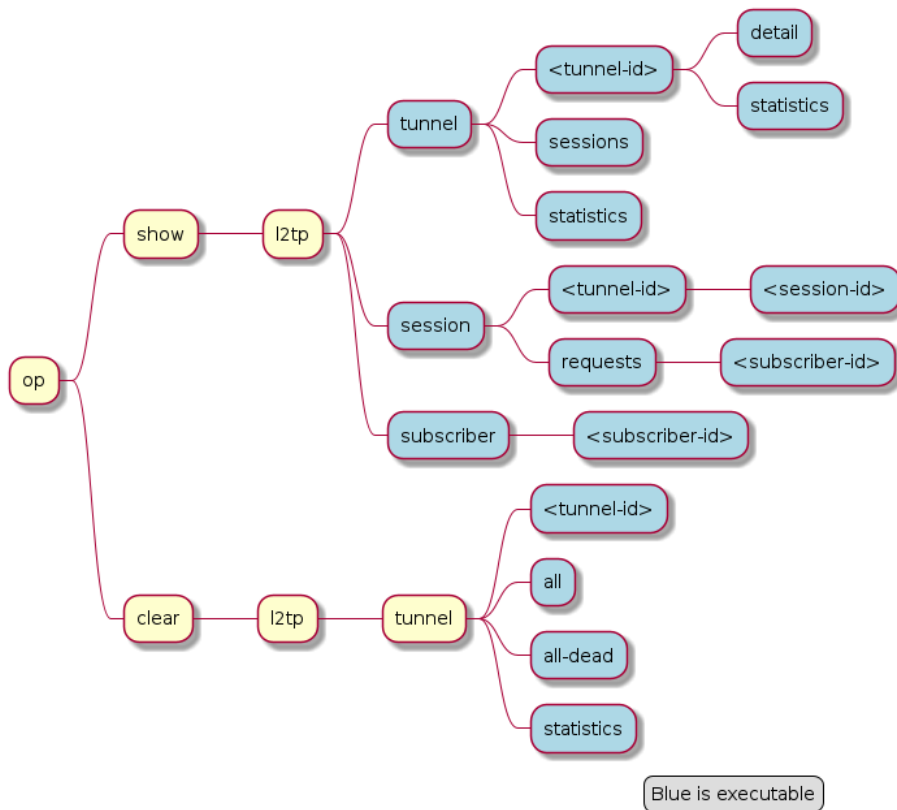 op
show
l2tp
tunnel
<tunnel-id>
detail
statistics
sessions
statistics
session
<tunnel-id>
<session-id>
requests
<subscriber-id>
subscriber
<subscriber-id>
clear
l2tp
tunnel
<tunnel-id>
all
all-dead
statistics
Blue is executable